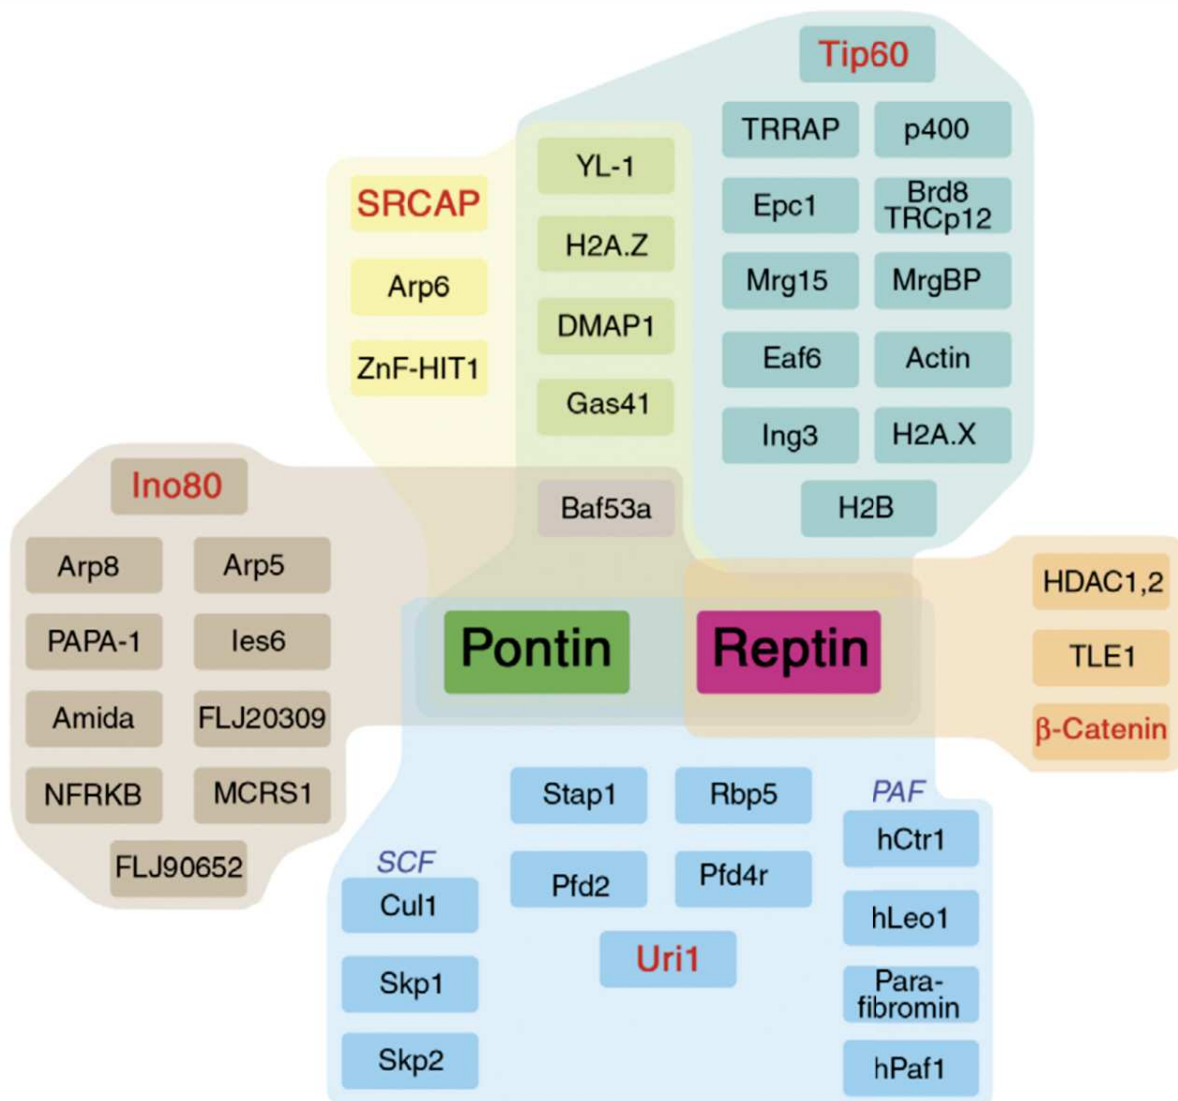 Tip60
TRRAP
p400
YL-1
SRCAP
Epc1
Brd8
TRCp12
H2A.Z
Arp6
Mrg15
MrgBP
DMAP1
ZnF-HIT1
Eaf6
Actin
Gas41
Ing3
H2A.X
Ino80
Baf53a
H2B
Arp8
Arp5
HDAC1,2
PAPA-1
Ies6
Pontin
Reptin
TLE1
Amida
FLJ20309
β-Catenin
NFRKB
MCRS1
Stap1
Rbp5
PAF
hCtr1
FLJ90652
SCF
Pfd2
Pfd4r
Cul1
hLeo1
Uri1
Skp1
Para-
fibromin
Skp2
hPaf1